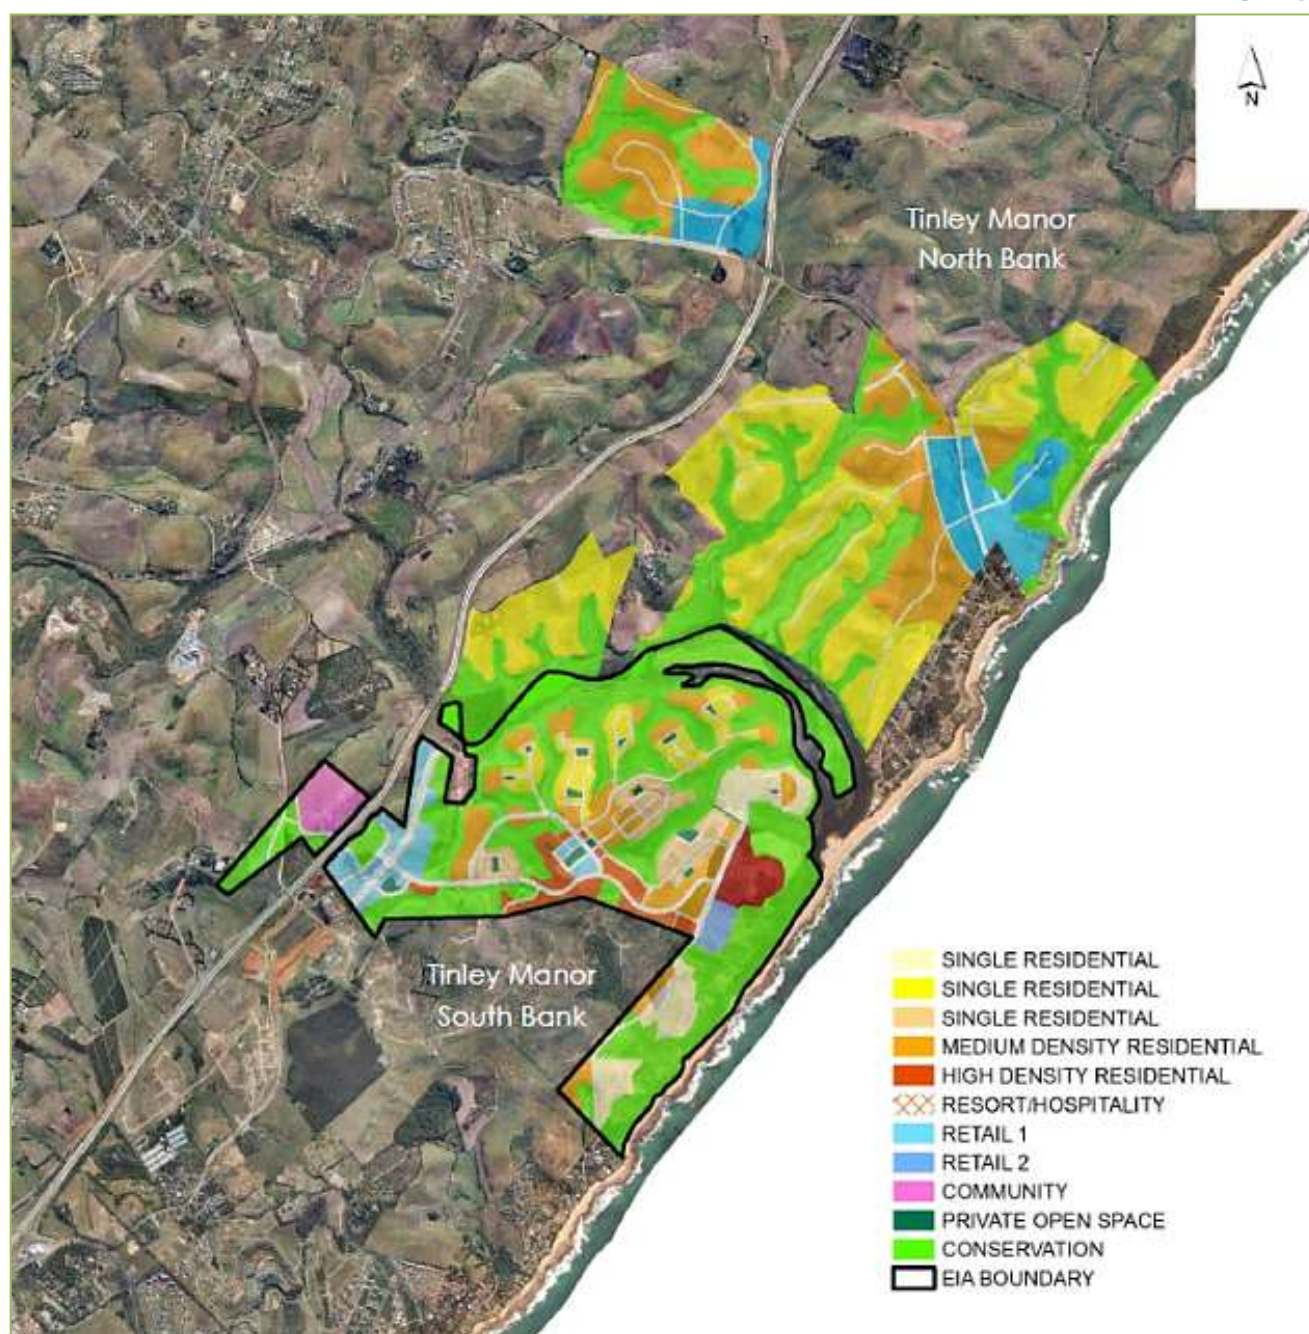 N
Tinley Manor
North Bank
Tinley Manor
South Bank
SINGLE RESIDENTIAL
SINGLE RESIDENTIAL
SINGLE RESIDENTIAL
MEDIUM DENSITY RESIDENTIAL
HIGH DENSITY RESIDENTIAL
RESORT/HOSPITALITY
RETAIL 1
RETAIL 2
COMMUNITY
PRIVATE OPEN SPACE
CONSERVATION
EIA BOUNDARY